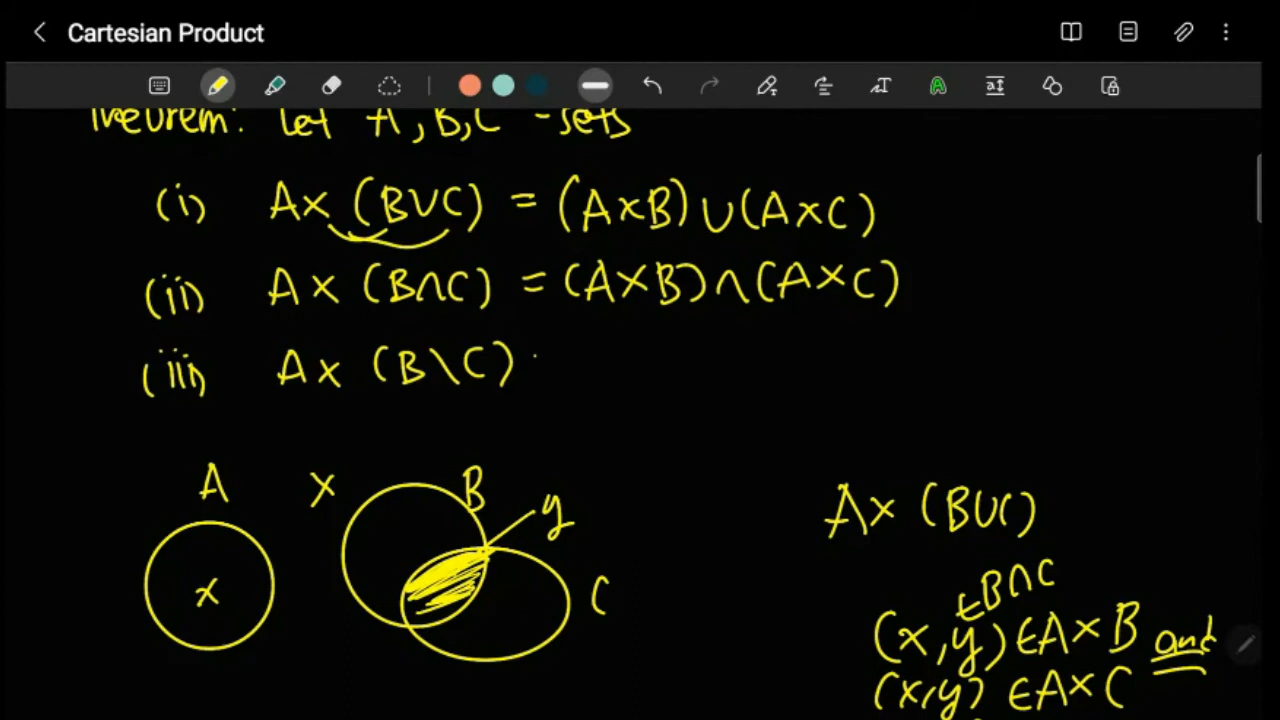 Cartesian Product
Theorem: Let A, B, C - sets
(i) A× (B∪C) = (A×B)∪(A×C)
(ii) A× (B∩C) = (A×B)∩(A×C)
(iii) A× (B\C)
A × B y
x C
A× (B∪C)
∈B∩C
(x,y)∈A×B and
(x,y) ∈A×C